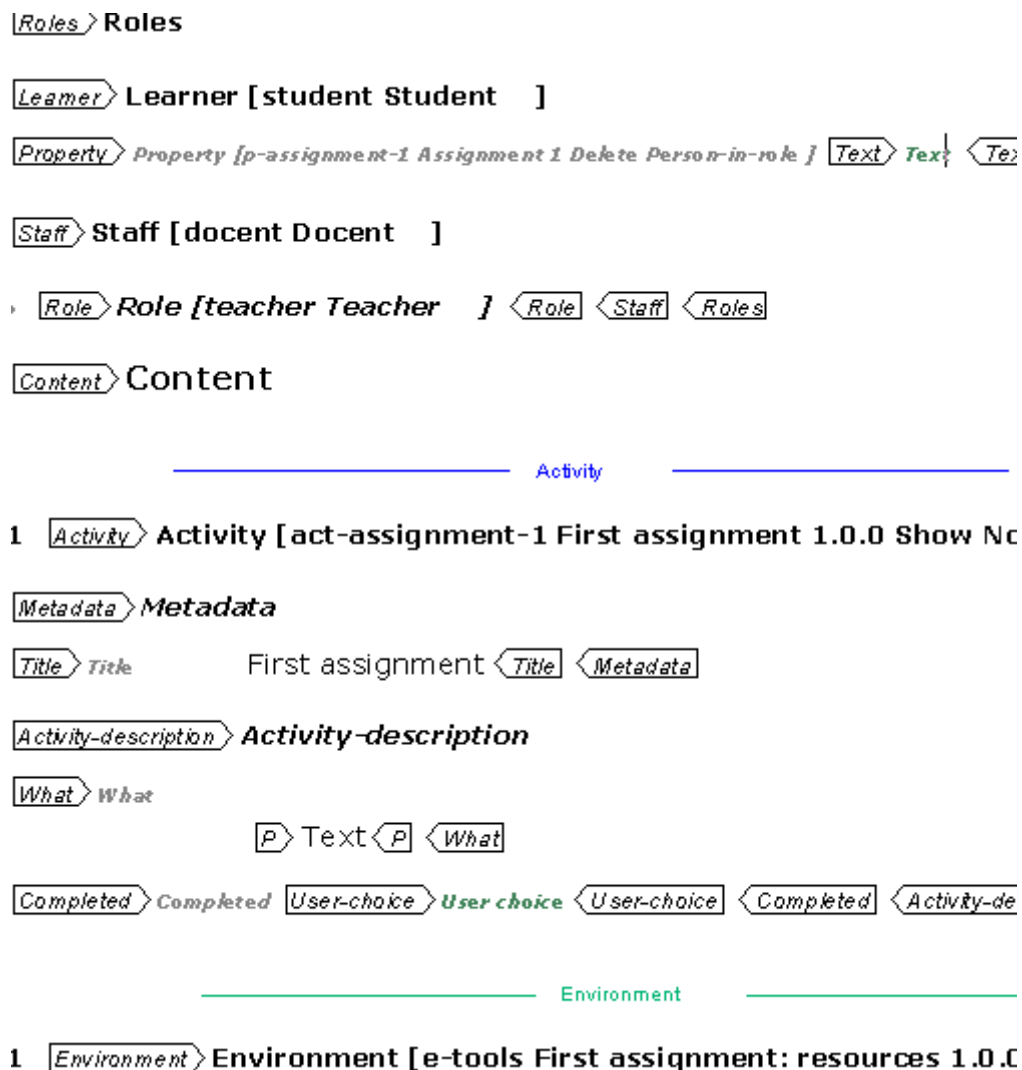 Roles Roles
Learner Learner [student Student ]
Property Property [p-assignment-1 Assignment 1 Delete Person-in-role ] Text Text Tex
Staff Staff [docent Docent ]
Role Role [teacher Teacher ] Role Staff Roles
Content Content
Activity
1 Activity Activity [act-assignment-1 First assignment 1.0.0 Show No
Metadata Metadata
Title Title First assignment Title Metadata
Activity-description Activity-description
What What
P Text P What
Completed Completed User-choice User choice User-choice Completed Activity-de
Environment
1 Environment Environment [e-tools First assignment: resources 1.0.0